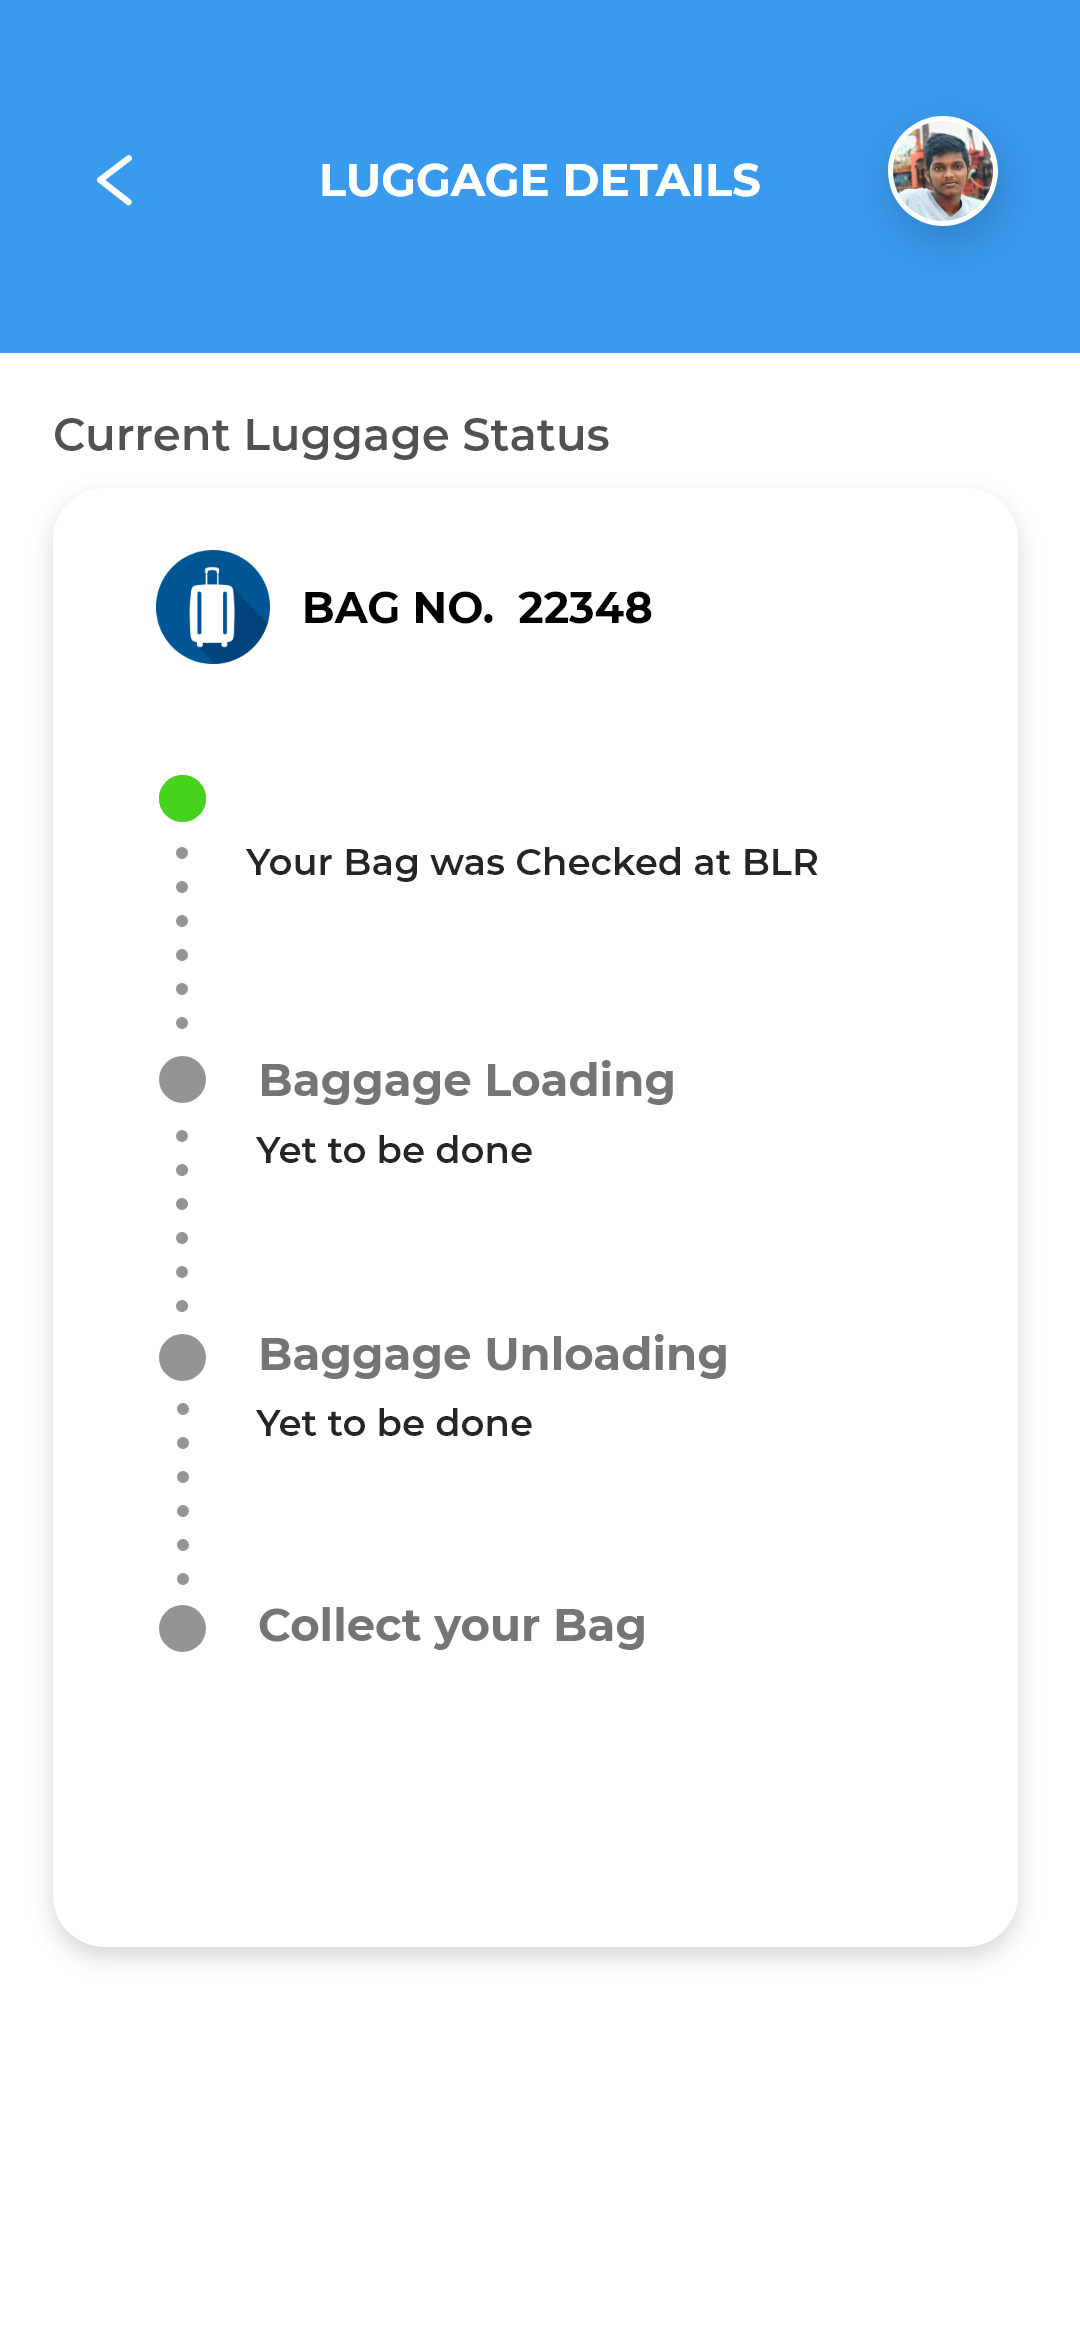 LUGGAGE DETAILS
Current Luggage Status
BAG NO. 22348
Your Bag was Checked at BLR
Baggage Loading
Yet to be done
Baggage Unloading
Yet to be done
Collect your Bag